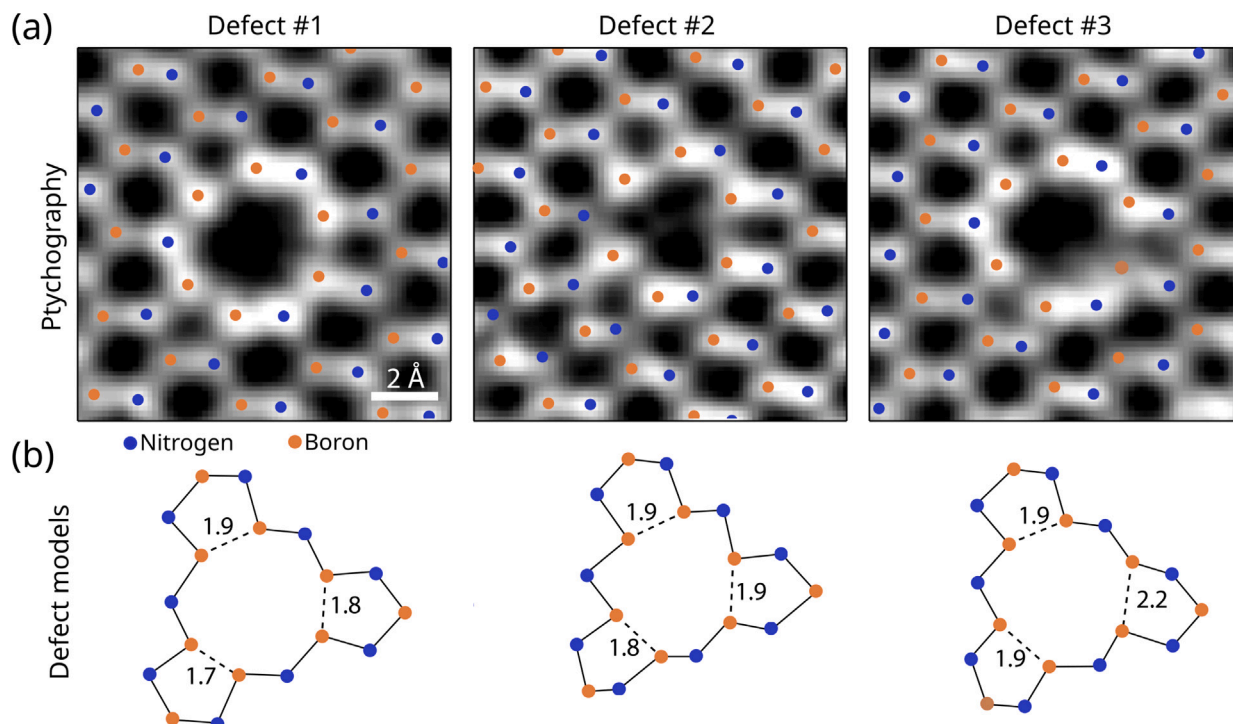 (a)
Defect #1
Defect #2
Defect #3
Ptychography
2 Å
Nitrogen
Boron
(b)
Defect models
1.9
1.8
1.7
1.9
1.9
1.8
1.9
2.2
1.9